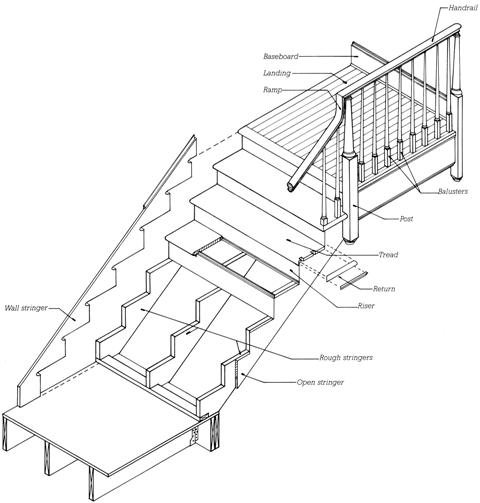 Handrail
Baseboard
Landing
Ramp
Balusters
Post
Tread
Return
Riser
Wall stringer
Rough stringers
Open stringer